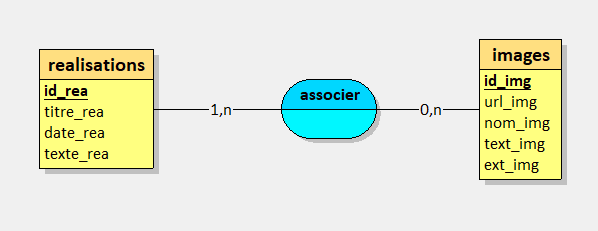 realisations
id_rea
titre_rea
date_rea
texte_rea
1,n
associer
0,n
images
id_img
url_img
nom_img
text_img
ext_img